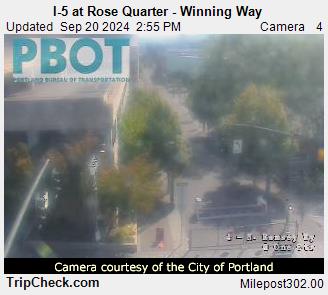 I-5 at Rose Quarter - Winning Way
Updated Sep 20 2024 2:55 PM Camera 4
PBOT
PORTLAND BUREAU OF TRANSPORTATION
Camera courtesy of the City of Portland
TripCheck.com Milepost302.00